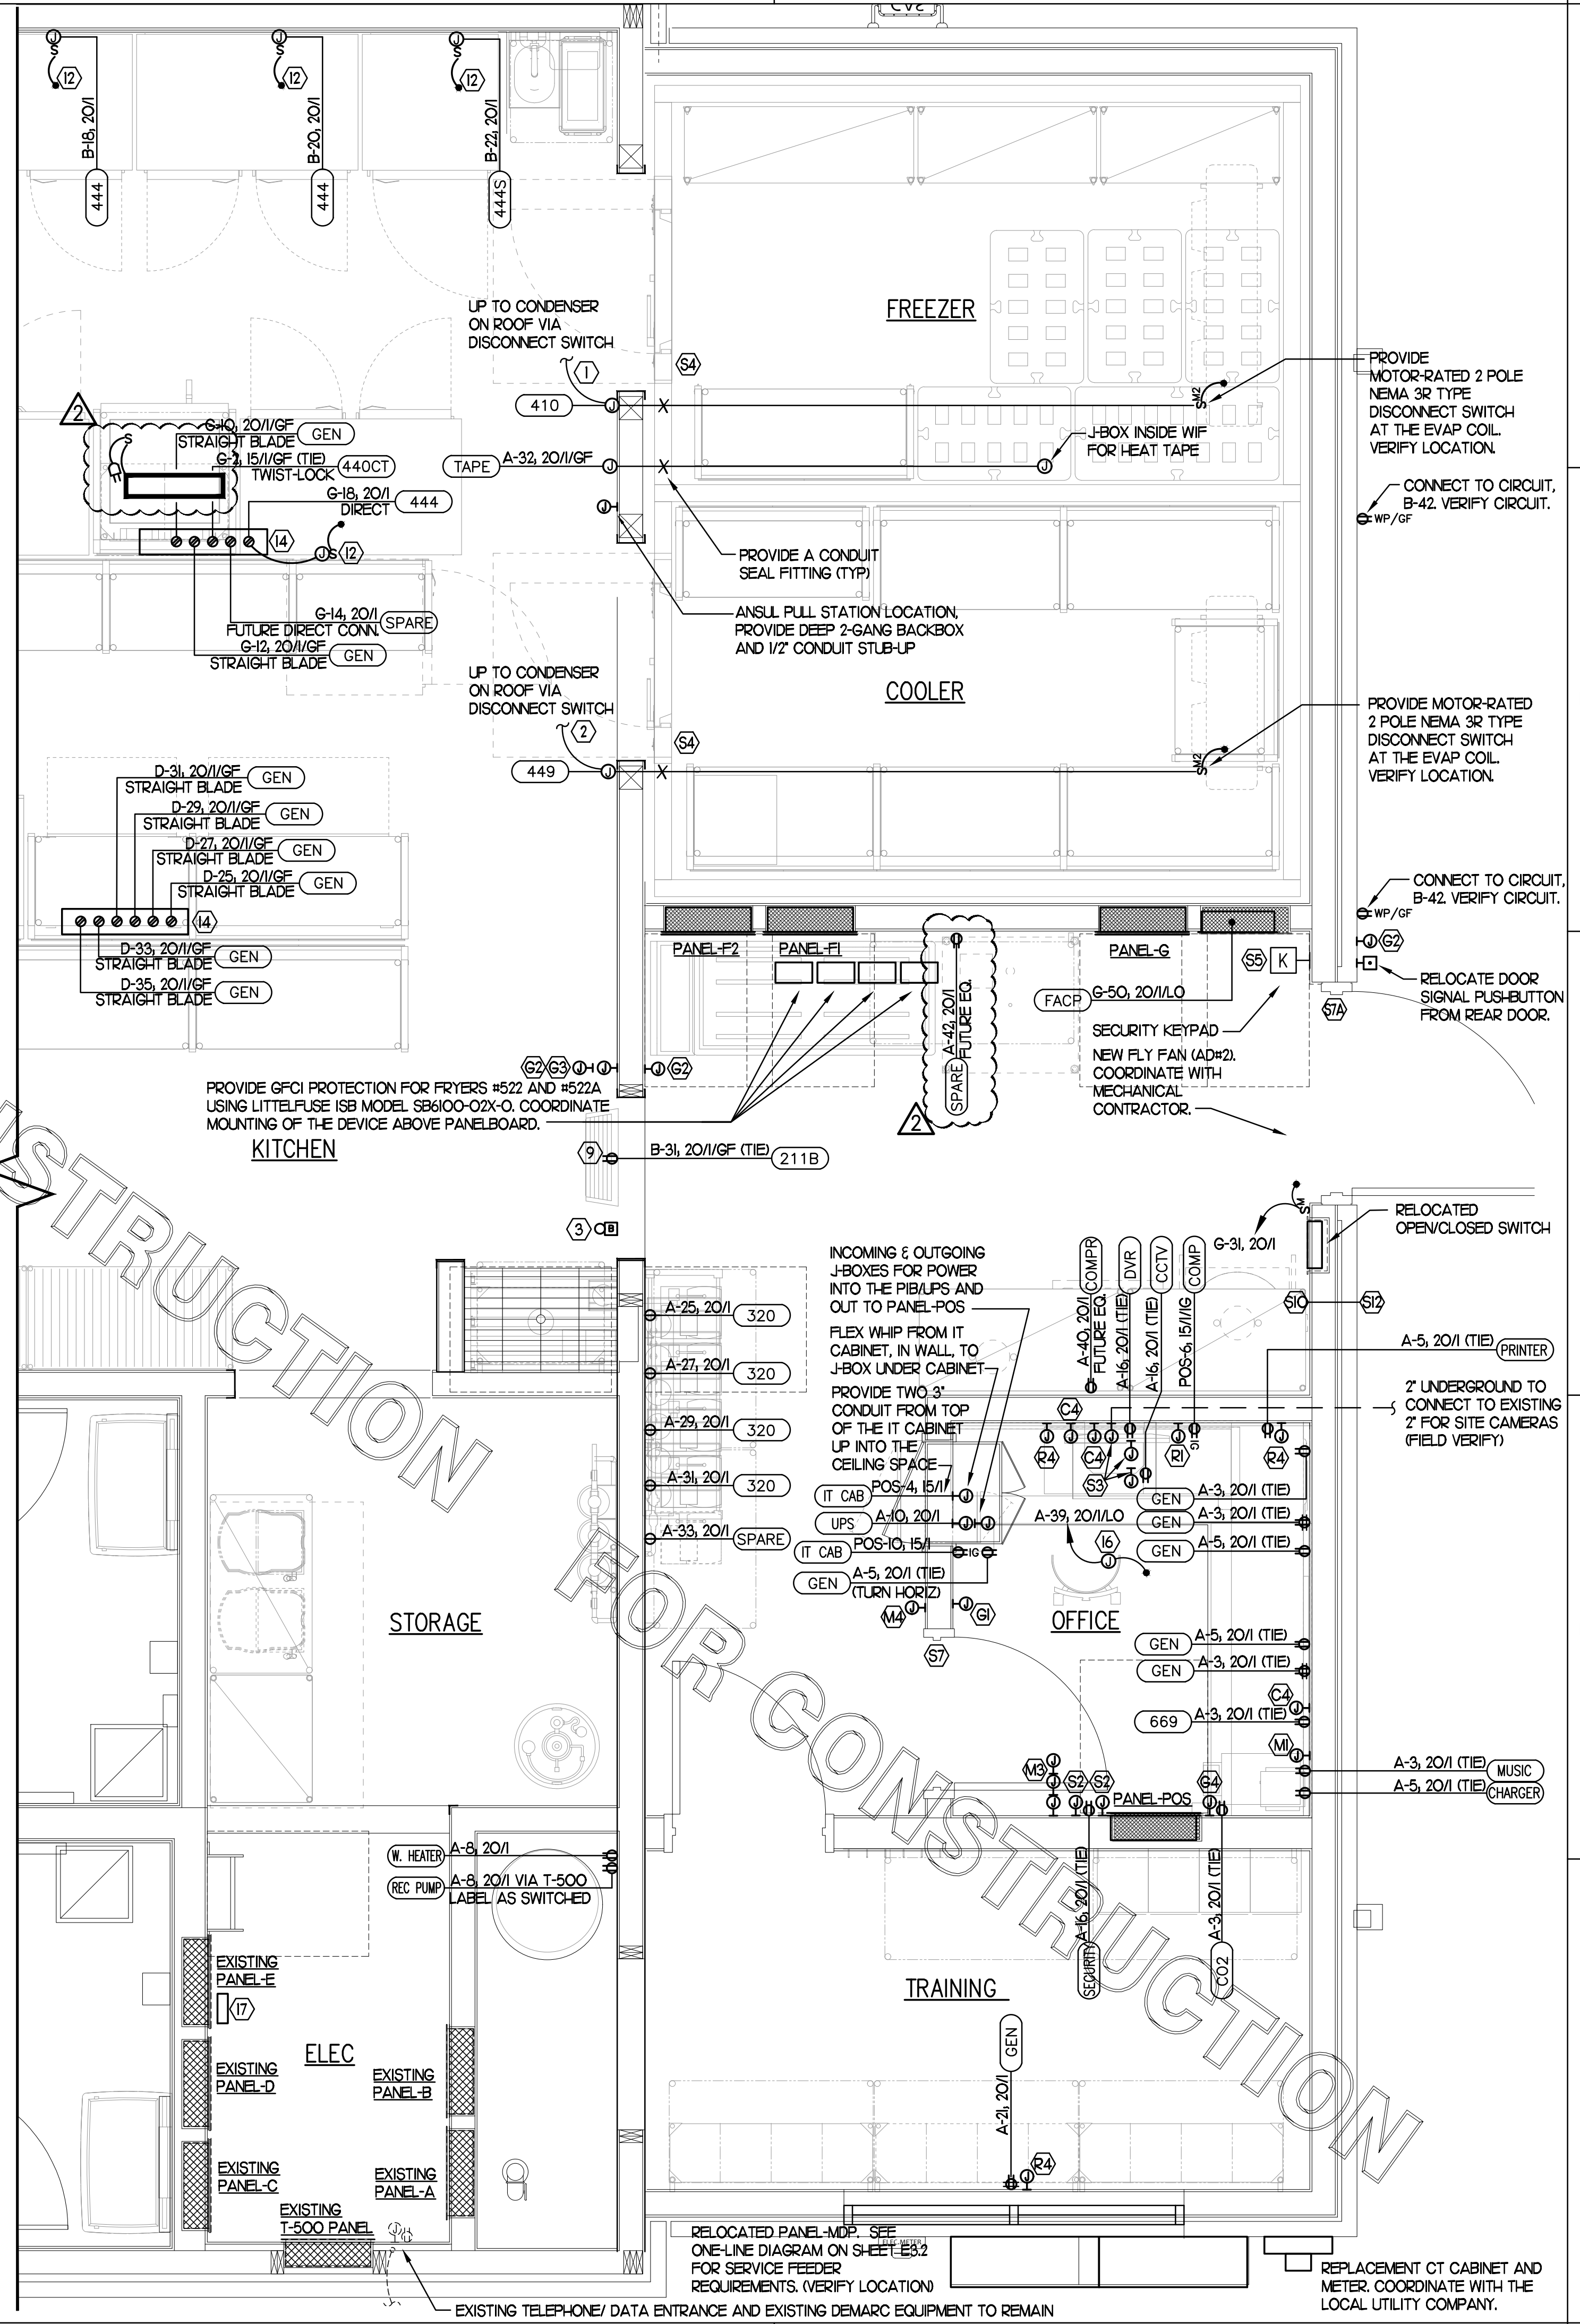 CV2
J
S
12
B-18, 20/1
444
J
S
12
B-20, 20/1
444
J
S
12
B-22, 20/1
444S
UP TO CONDENSER
ON ROOF VIA
DISCONNECT SWITCH
1
410
J
X
S4
SM2
FREEZER
PROVIDE
MOTOR-RATED 2 POLE
NEMA 3R TYPE
DISCONNECT SWITCH
AT THE EVAP COIL.
VERIFY LOCATION.
J-BOX INSIDE WIF
FOR HEAT TAPE
J
TAPE
A-32, 20/1/GF
J
X
J
CONNECT TO CIRCUIT,
B-42. VERIFY CIRCUIT.
WP/GF
2
S
G-10, 20/1/GF
STRAIGHT BLADE
GEN
G-2, 15/1/GF (TIE)
TWIST-LOCK
440CT
G-18, 20/1
DIRECT
444
14
JS
12
G-14, 20/1
FUTURE DIRECT CONN.
SPARE
G-12, 20/1/GF
STRAIGHT BLADE
GEN
PROVIDE A CONDUIT
SEAL FITTING (TYP)
ANSUL PULL STATION LOCATION,
PROVIDE DEEP 2-GANG BACKBOX
AND 1/2" CONDUIT STUB-UP
UP TO CONDENSER
ON ROOF VIA
DISCONNECT SWITCH
2
449
J
X
S4
SM2
COOLER
PROVIDE MOTOR-RATED
2 POLE NEMA 3R TYPE
DISCONNECT SWITCH
AT THE EVAP COIL.
VERIFY LOCATION.
D-31, 20/1/GF
STRAIGHT BLADE
GEN
D-29, 20/1/GF
STRAIGHT BLADE
GEN
D-27, 20/1/GF
STRAIGHT BLADE
GEN
D-25, 20/1/GF
STRAIGHT BLADE
GEN
14
D-33, 20/1/GF
STRAIGHT BLADE
GEN
D-35, 20/1/GF
STRAIGHT BLADE
GEN
CONNECT TO CIRCUIT,
B-42. VERIFY CIRCUIT.
WP/GF
J
G2
RELOCATE DOOR
SIGNAL PUSHBUTTON
FROM REAR DOOR.
PANEL-F2
PANEL-F1
PANEL-G
S5
K
FACP
G-50, 20/1/LO
S7A
SECURITY KEYPAD
NEW FLY FAN (AD#2).
COORDINATE WITH
MECHANICAL
CONTRACTOR.
A-42, 20/1
FUTURE EQ.
SPARE
2
G2
G3
J
J
J
G2
PROVIDE GFCI PROTECTION FOR FRYERS #522 AND #522A
USING LITTELFUSE ISB MODEL SB6100-02X-0. COORDINATE
MOUNTING OF THE DEVICE ABOVE PANELBOARD.
KITCHEN
9
B-31, 20/1/GF (TIE)
211B
3
B
SM
G-31, 20/1
RELOCATED
OPEN/CLOSED SWITCH
S10
S12
INCOMING & OUTGOING
J-BOXES FOR POWER
INTO THE PIB/UPS AND
OUT TO PANEL-POS
FLEX WHIP FROM IT
CABINET, IN WALL, TO
J-BOX UNDER CABINET
PROVIDE TWO 3"
CONDUIT FROM TOP
OF THE IT CABINET
UP INTO THE
CEILING SPACE
COMPR
A-40, 20/1
FUTURE EQ.
DVR
A-16, 20/1 (TIE)
CCTV
A-16, 20/1 (TIE)
COMP
POS-6, 15/1/IG
A-5, 20/1 (TIE)
PRINTER
2" UNDERGROUND TO
CONNECT TO EXISTING
2" FOR SITE CAMERAS
(FIELD VERIFY)
A-25, 20/1
320
A-27, 20/1
320
A-29, 20/1
320
A-31, 20/1
320
A-33, 20/1
SPARE
C4
R4
C4
S3
R1
IG
R4
IT CAB
POS-4, 15/1
J
UPS
A-10, 20/1
J
J
IT CAB
POS-10, 15/1
IG
GEN
A-5, 20/1 (TIE)
(TURN HORIZ)
M4
J
J
G1
S7
A-39, 20/1/LO
16
J
OFFICE
GEN
A-3, 20/1 (TIE)
GEN
A-3, 20/1 (TIE)
GEN
A-5, 20/1 (TIE)
GEN
A-5, 20/1 (TIE)
GEN
A-3, 20/1 (TIE)
C4
J
669
A-3, 20/1 (TIE)
M1
J
A-3, 20/1 (TIE)
MUSIC
A-5, 20/1 (TIE)
CHARGER
STORAGE
M3
S2
S2
PANEL-POS
G4
A-16, 20/1 (TIE)
SECURITY
A-3, 20/1 (TIE)
CO2
W. HEATER
A-8, 20/1
REC PUMP
A-8, 20/1 VIA T-500
LABEL AS SWITCHED
TRAINING
EXISTING
PANEL-E
17
ELEC
EXISTING
PANEL-D
EXISTING
PANEL-B
EXISTING
PANEL-C
EXISTING
PANEL-A
EXISTING
T-500 PANEL
GEN
A-21, 20/1
J
R4
RELOCATED PANEL-MDP. SEE
ONE-LINE DIAGRAM ON SHEET E3.2
FOR SERVICE FEEDER
REQUIREMENTS. (VERIFY LOCATION)
ELEC METER
REPLACEMENT CT CABINET AND
METER. COORDINATE WITH THE
LOCAL UTILITY COMPANY.
EXISTING TELEPHONE/ DATA ENTRANCE AND EXISTING DEMARC EQUIPMENT TO REMAIN
NSTRUCTION
FOR CONSTRUCTION